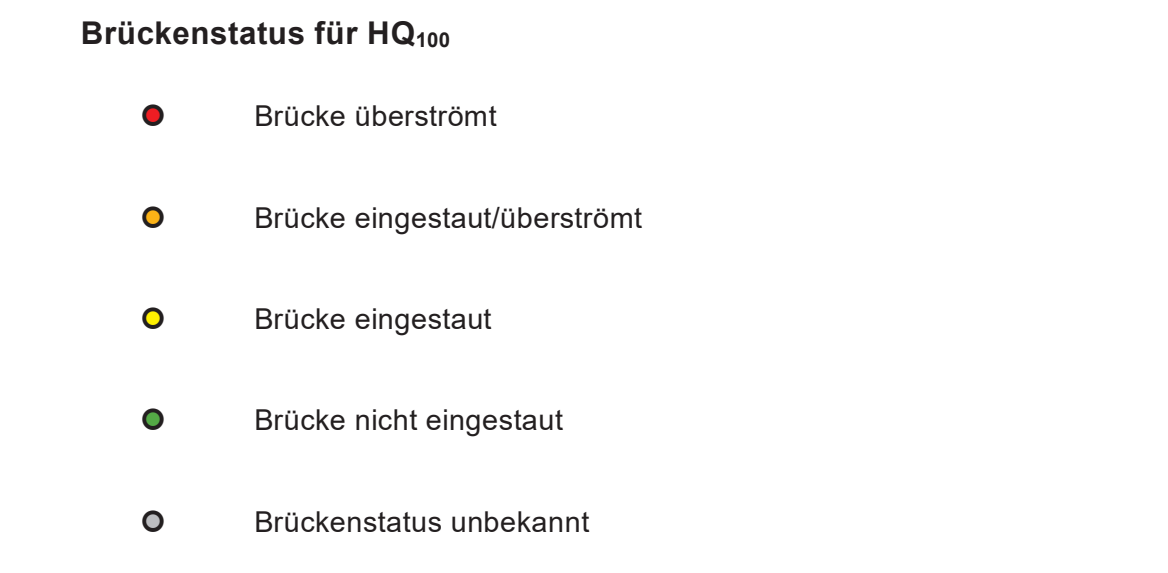 Brückenstatus für HQ₁₀₀
Brücke überströmt
Brücke eingestaut/überströmt
Brücke eingestaut
Brücke nicht eingestaut
Brückenstatus unbekannt